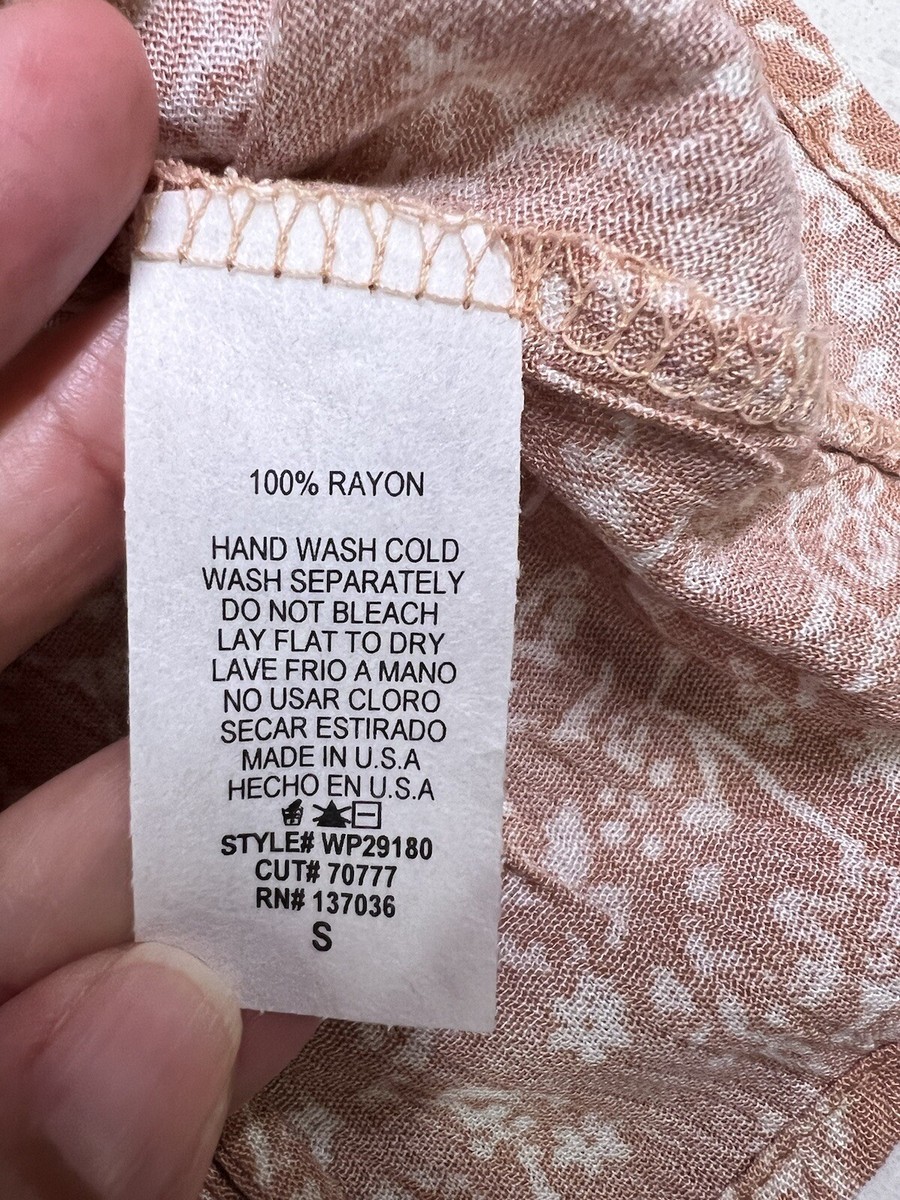 100% RAYON
HAND WASH COLD
WASH SEPARATELY
DO NOT BLEACH
LAY FLAT TO DRY
LAVE FRIO A MANO
NO USAR CLORO
SECAR ESTIRADO
MADE IN U.S.A
HECHO EN U.S.A
STYLE# WP29180
CUT# 70777
RN# 137036
S